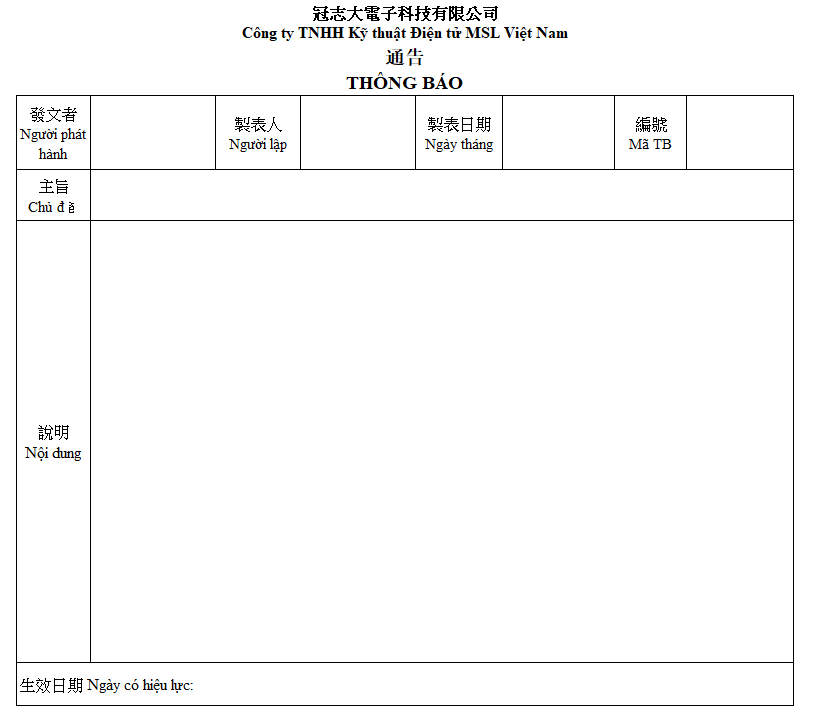 冠志大電子科技有限公司
Công ty TNHH Kỹ thuật Điện tử MSL Việt Nam
通告
THÔNG BÁO
發文者
Người phát
hành
製表人
Người lập
製表日期
Ngày tháng
編號
Mã TB
主旨
Chủ đề
說明
Nội dung
生效日期 Ngày có hiệu lực: